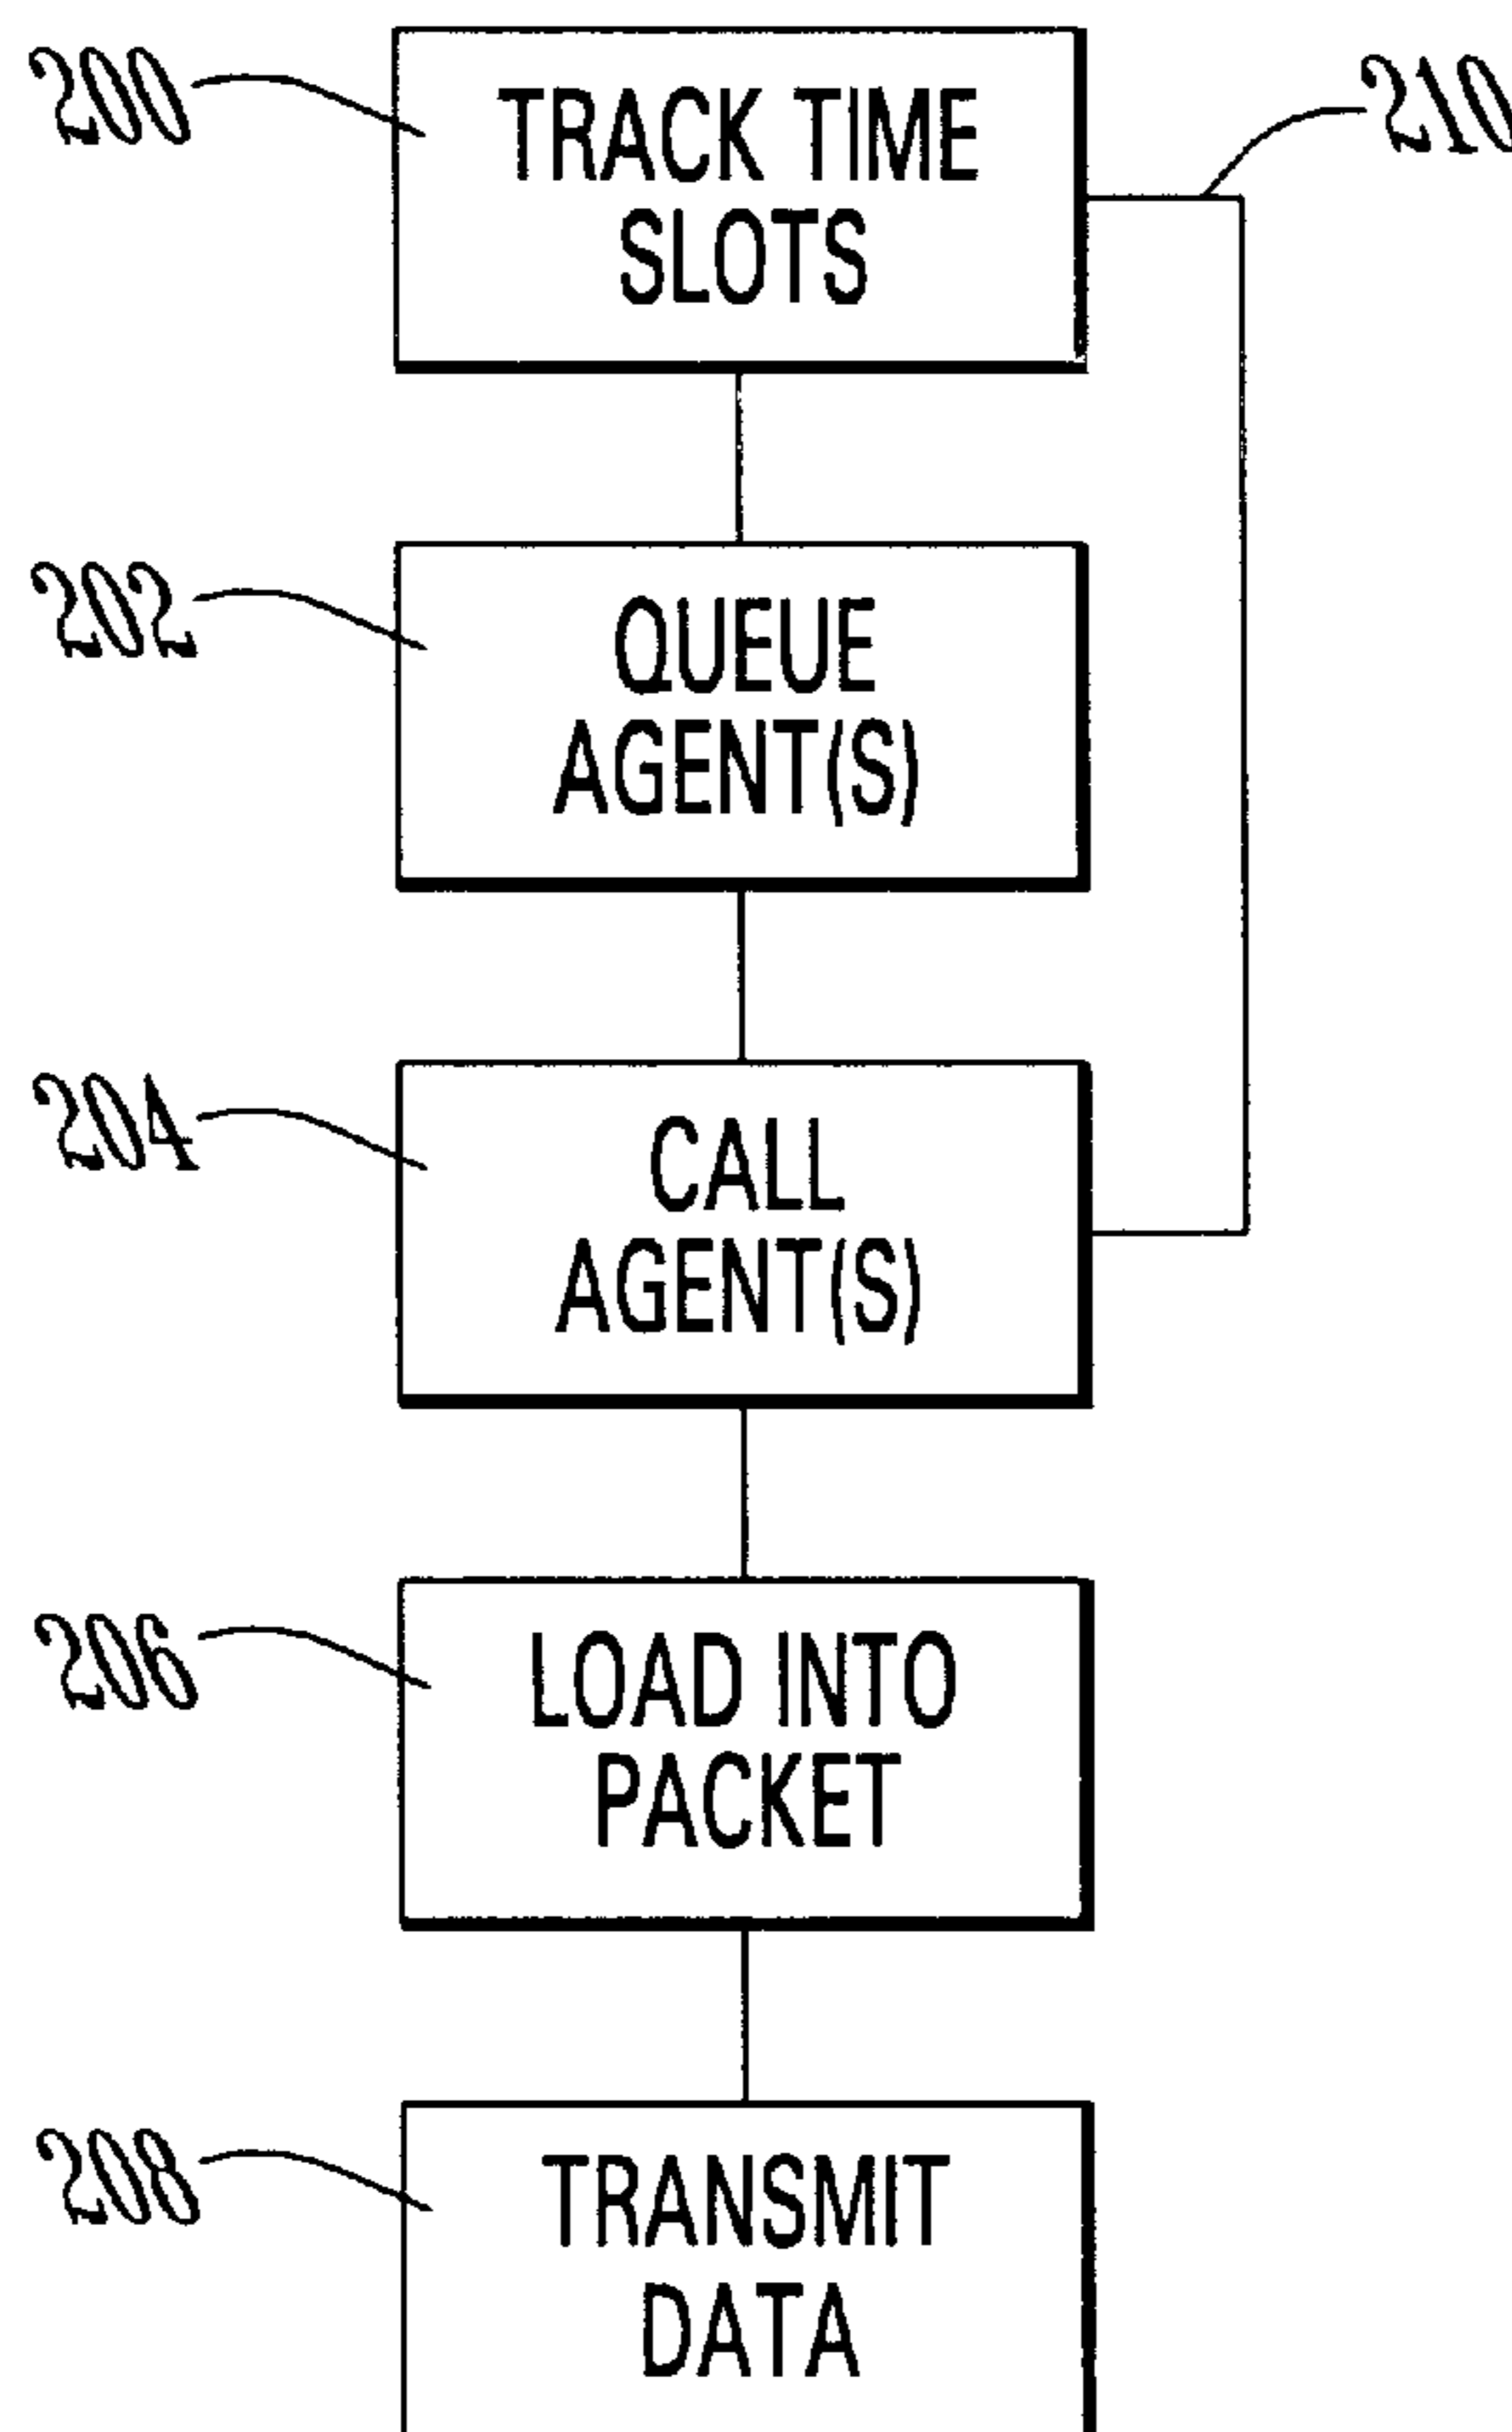 200
TRACK TIME
SLOTS
210
202
QUEUE
AGENT(S)
204
CALL
AGENT(S)
206
LOAD INTO
PACKET
208
TRANSMIT
DATA